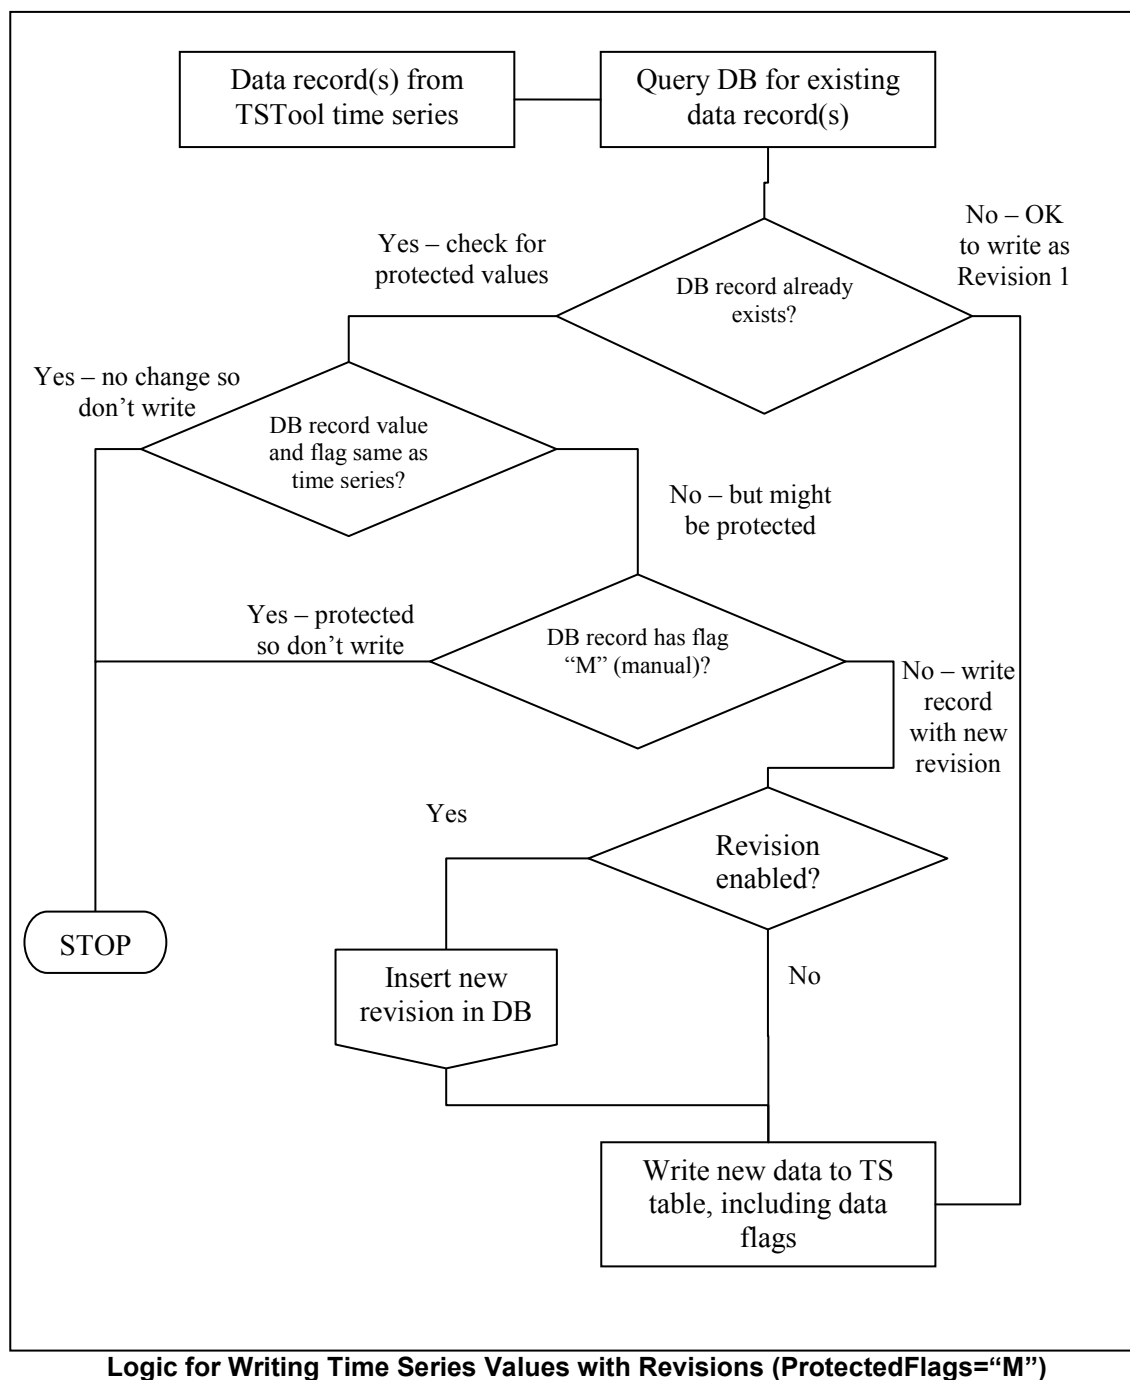 Data record(s) from
TSTool time series
Query DB for existing
data record(s)
No – OK
to write as
Revision 1
Yes – check for
protected values
DB record already
exists?
Yes – no change so
don’t write
DB record value
and flag same as
time series?
No – but might
be protected
Yes – protected
so don’t write
DB record has flag
“M” (manual)?
No – write
record
with new
revision
Yes
Revision
enabled?
STOP
Insert new
revision in DB
No
Write new data to TS
table, including data
flags
Logic for Writing Time Series Values with Revisions (ProtectedFlags=“M”)